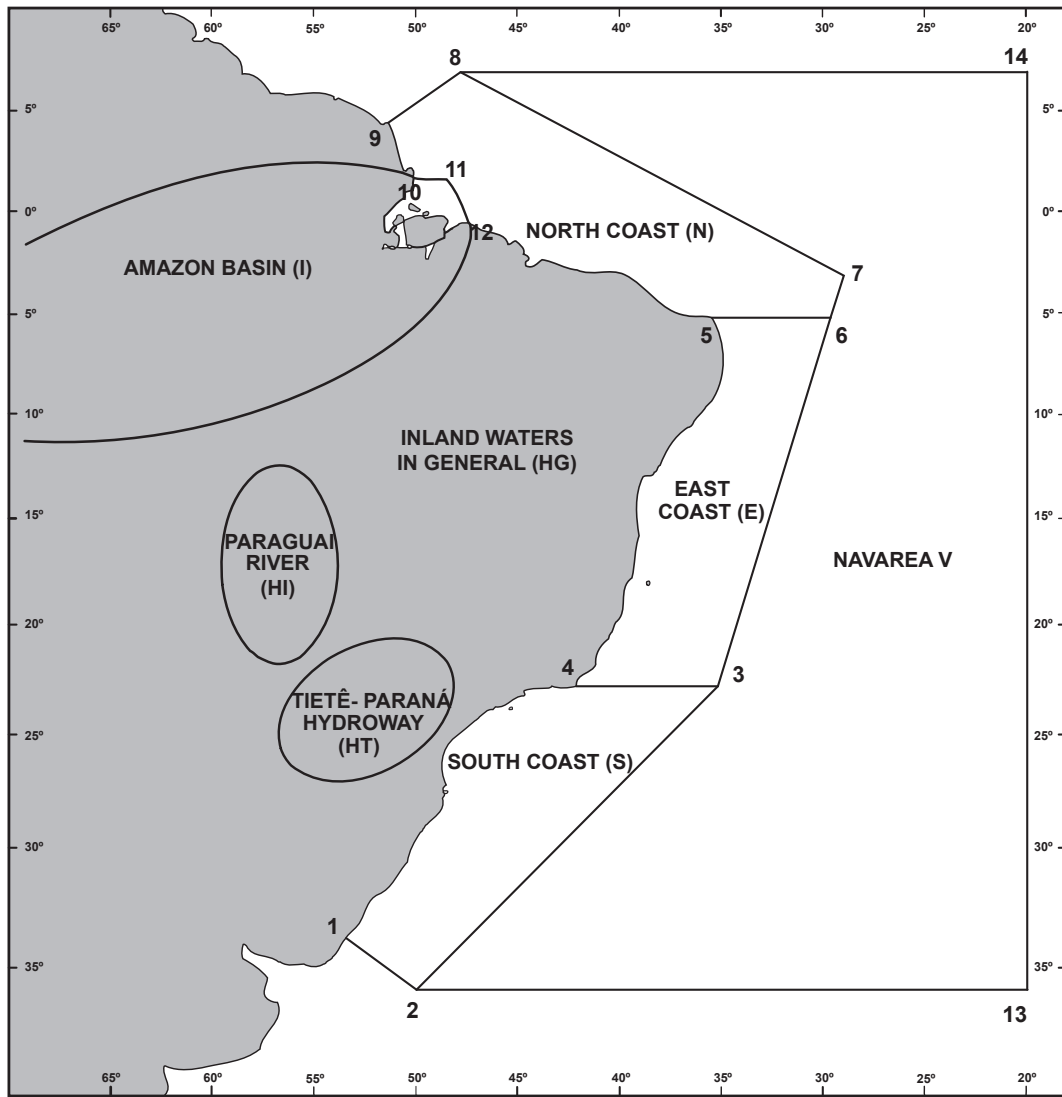 65º 60º 55º 50º 45º 40º 35º 30º 25º 20º
8 14
5º 5º
9
11
10
0º 0º
12
NORTH COAST (N)
AMAZON BASIN (I)
7
5º 5º
5 6
10º 10º
INLAND WATERS
IN GENERAL (HG)
EAST
COAST (E)
15º 15º
PARAGUAI
RIVER
(HI)
NAVAREA V
20º 20º
4 3
TIETÊ- PARANÁ
HYDROWAY
(HT)
25º 25º
SOUTH COAST (S)
30º 30º
1
35º 35º
2 13
65º 60º 55º 50º 45º 40º 35º 30º 25º 20º